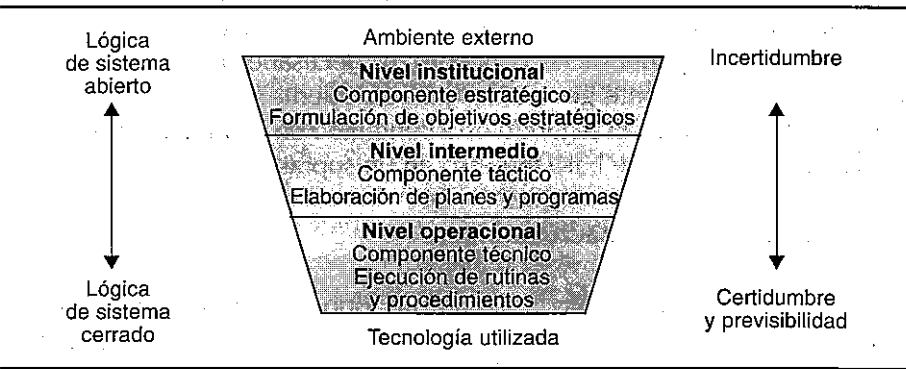 Lógica
de sistema
abierto
Ambiente externo
Incertidumbre
Nivel institucional
Componente estratégico
Formulación de objetivos estratégicos
Nivel intermedio
Componente táctico
Elaboración de planes y programas
Nivel operacional
Componente técnico
Ejecución de rutinas
y procedimientos
Lógica
de sistema
cerrado
Tecnología utilizada
Certidumbre
y previsibilidad